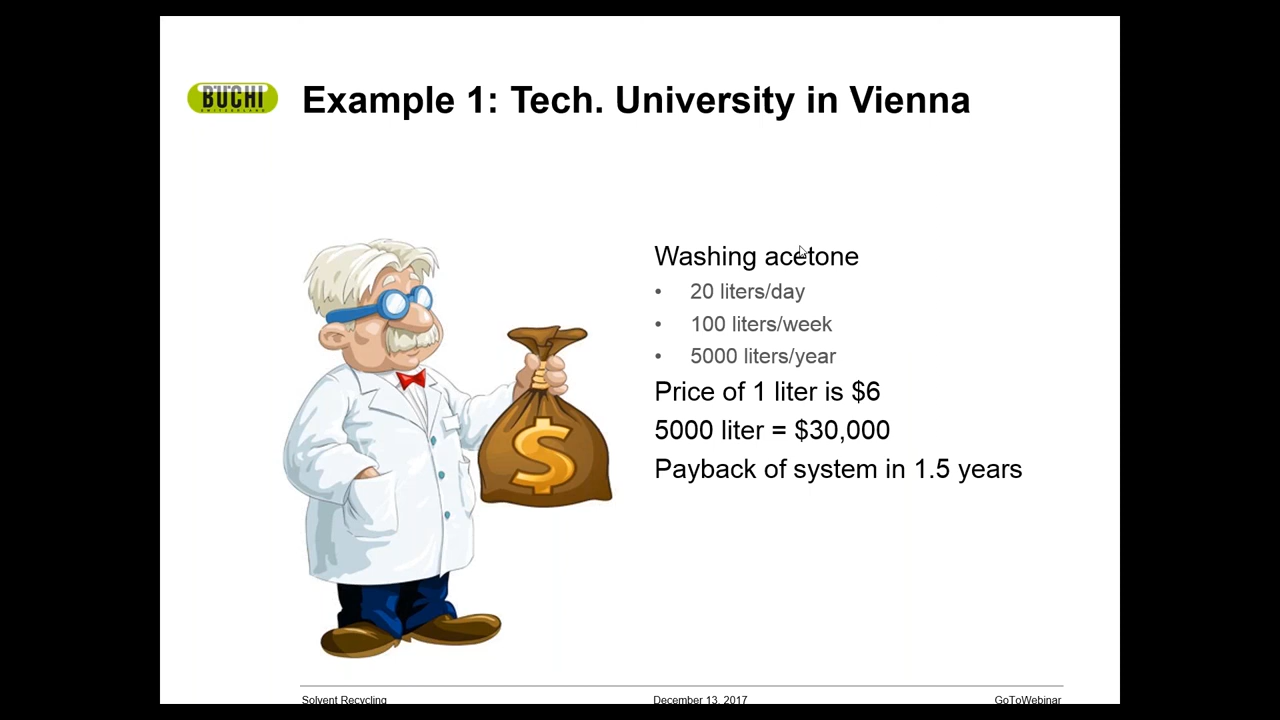 BUCHI
SWITZERLAND
Example 1: Tech. University in Vienna
Washing acetone
• 20 liters/day
• 100 liters/week
• 5000 liters/year
Price of 1 liter is $6
5000 liter = $30,000
Payback of system in 1.5 years
$
Solvent Recycling
December 13, 2017
GoToWebinar